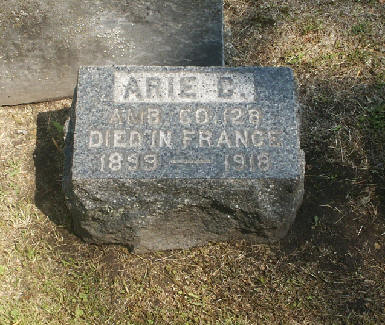 ARIE C.
AMB. CO. 128
DIED IN FRANCE
1899 — 1918